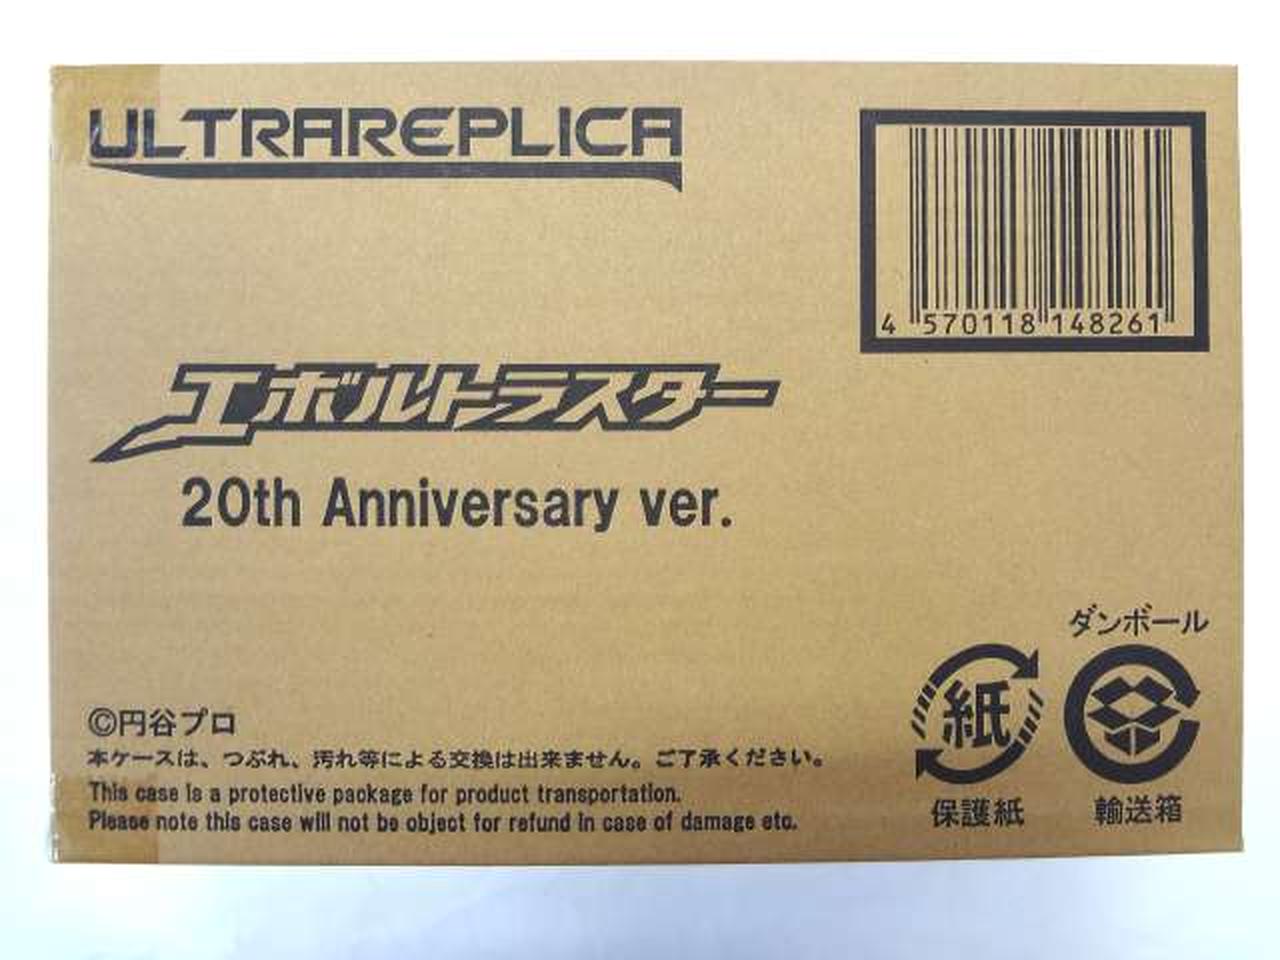 ULTRAREPLICA
4 570118 148261
エボルトラスター
20th Anniversary ver.
ダンボール
紙
保護紙
輸送箱
©円谷プロ
本ケースは、つぶれ、汚れ等による交換は出来ません。ご了承ください。
This case is a protective package for product transportation.
Please note this case will not be object for refund in case of damage etc.